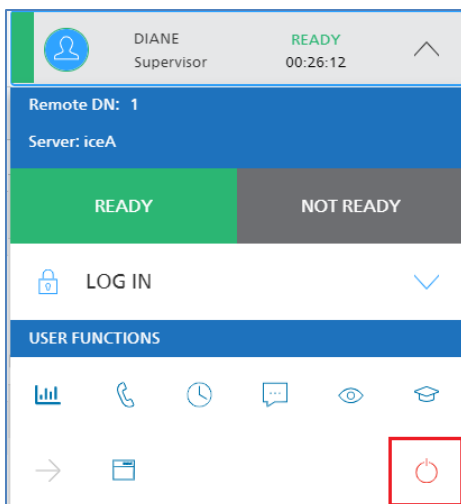 DIANE READY
Supervisor 00:26:12
Remote DN: 1
Server: iceA
READY NOT READY
LOG IN
USER FUNCTIONS